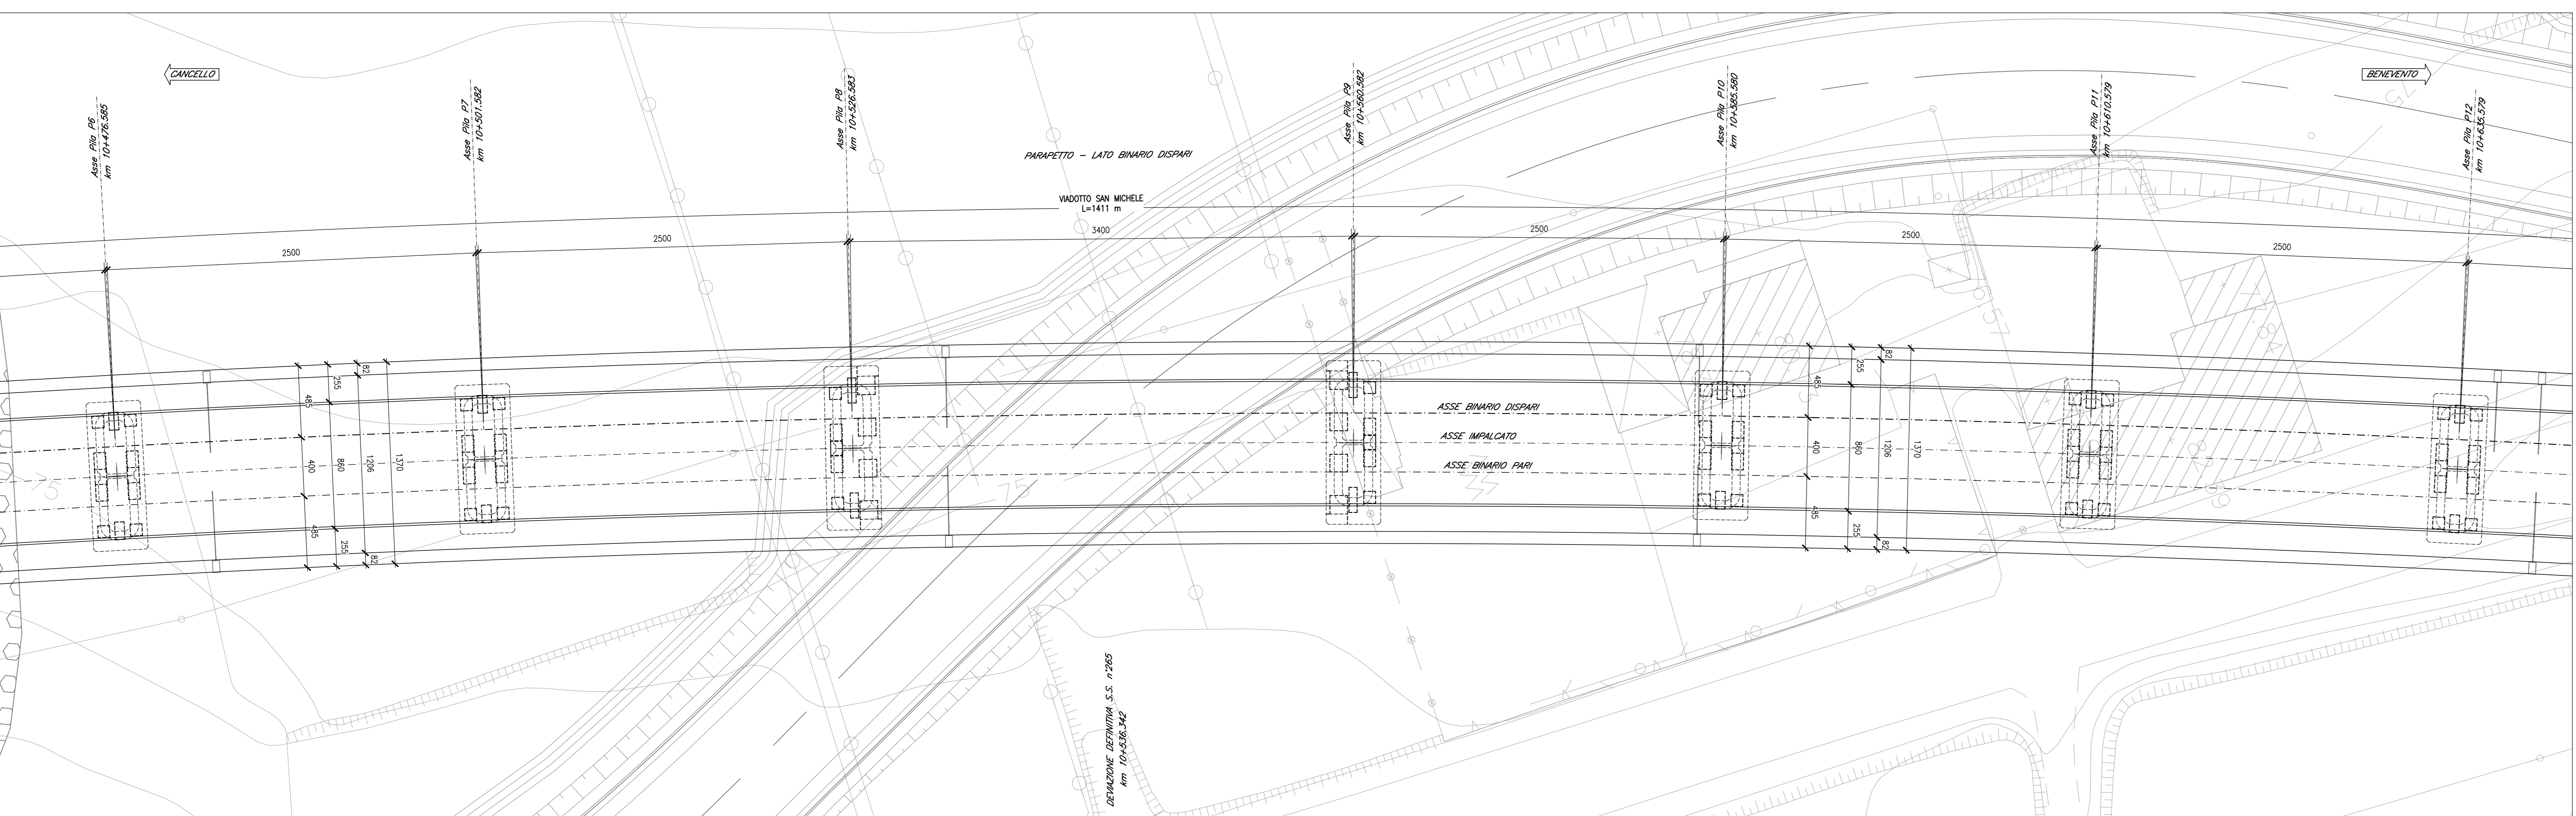 CANCELLO
BENEVENTO
Asse Pila P6
km 10+476.585
Asse Pila P7
km 10+501.582
Asse Pila P8
km 10+526.583
Asse Pila P9
km 10+560.582
Asse Pila P10
km 10+585.580
Asse Pila P11
km 10+610.579
Asse Pila P12
km 10+635.579
PARAPETTO - LATO BINARIO DISPARI
VIADOTTO SAN MICHELE
L=1411 m
2500
2500
3400
2500
2500
2500
485
400
485
255
860
255
82
1206
82
1370
ASSE BINARIO DISPARI
ASSE IMPALCATO
ASSE BINARIO PARI
485
400
485
255
860
255
82
1206
82
1370
75
75
75
DEVIAZIONE DEFINITIVA S.S. n°265
km 10+536.342